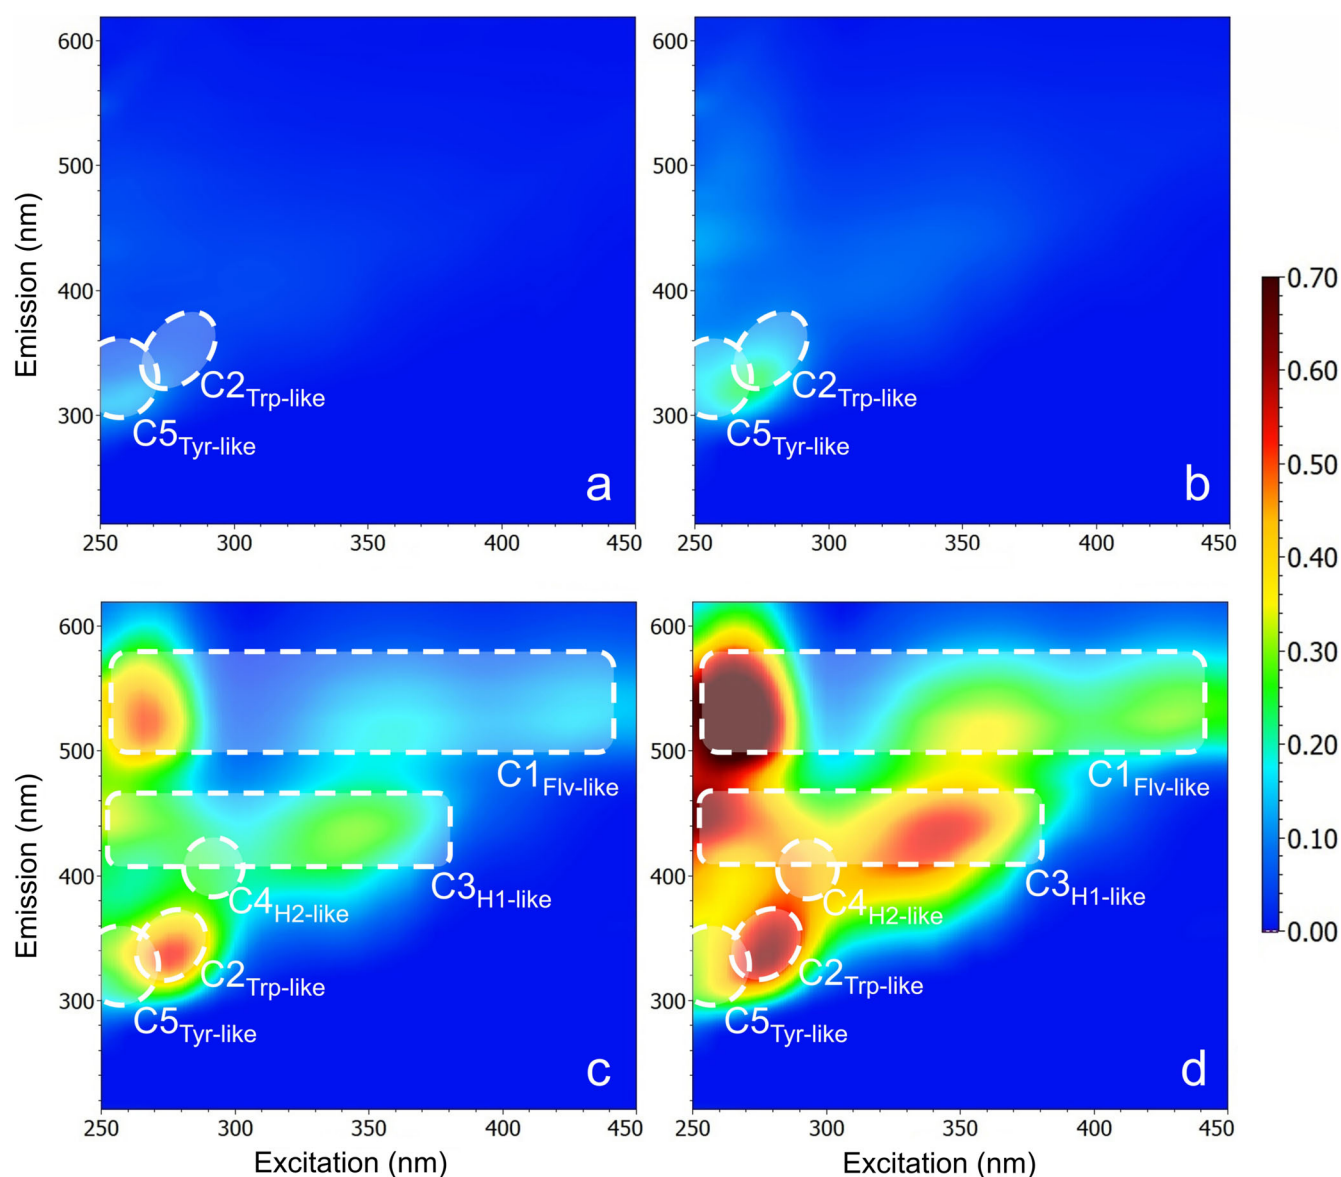 600
500
400
300
Emission (nm)
C2Trp-like
C5Tyr-like
a
250 300 350 400 450
600
500
400
300
C2Trp-like
C5Tyr-like
b
250 300 350 400 450
0.70
0.60
0.50
0.40
0.30
0.20
0.10
0.00
600
500
400
300
Emission (nm)
C1Flv-like
C3H1-like
C4H2-like
C2Trp-like
C5Tyr-like
c
250 300 350 400 450
Excitation (nm)
600
500
400
300
C1Flv-like
C3H1-like
C4H2-like
C2Trp-like
C5Tyr-like
d
250 300 350 400 450
Excitation (nm)